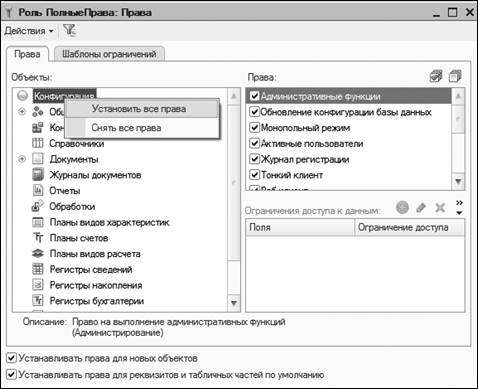 Роль ПолныеПрава: Права
Действия
Права
Шаблоны ограничений
Объекты:
Права:
Конфигурация
Установить все права
Снять все права
Справочники
Документы
Журналы документов
Отчеты
Обработки
Планы видов характеристик
Планы счетов
Планы видов расчета
Регистры сведений
Регистры накопления
Регистры бухгалтерии
Административные функции
Обновление конфигурации базы данных
Монопольный режим
Активные пользователи
Журнал регистрации
Тонкий клиент
Ограничения доступа к данным:
Поля
Ограничение доступа
Описание: Право на выполнение административных функций
(Администрирование)
Устанавливать права для новых объектов
Устанавливать права для реквизитов и табличных частей по умолчанию